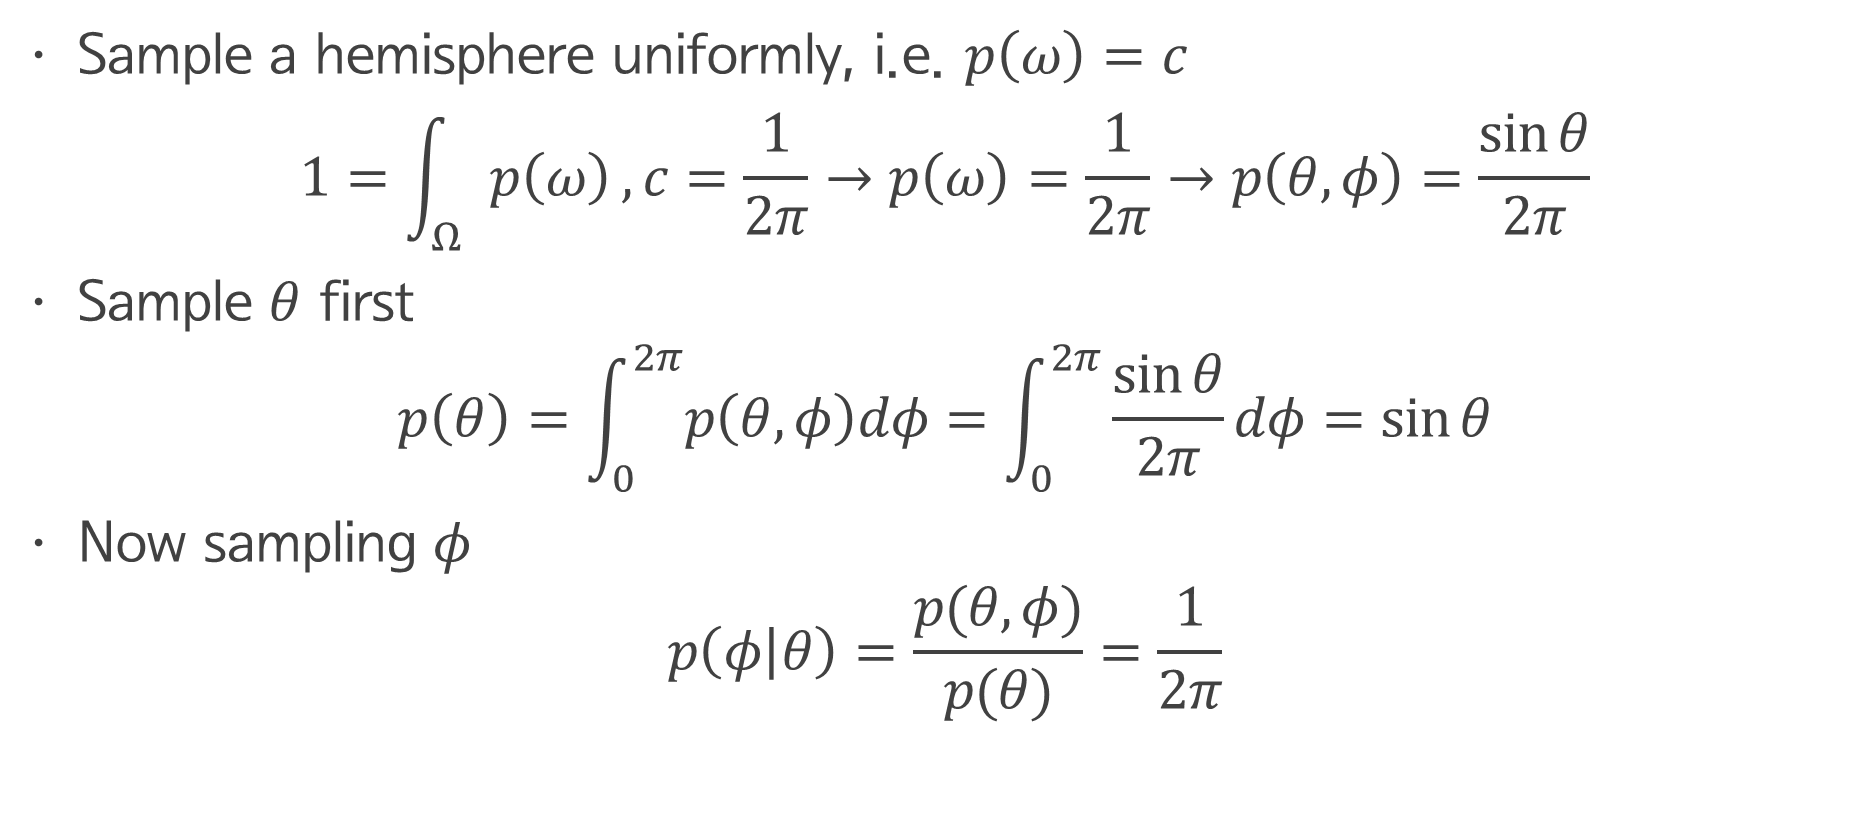 · Sample a hemisphere uniformly, i.e. p(ω) = c
1 = ∫_Ω p(ω) , c = 1/2π → p(ω) = 1/2π → p(θ, ϕ) = sin θ/2π
· Sample θ first
p(θ) = ∫_0^2π p(θ, ϕ)dϕ = ∫_0^2π sin θ/2π dϕ = sin θ
· Now sampling ϕ
p(ϕ|θ) = p(θ, ϕ)/p(θ) = 1/2π